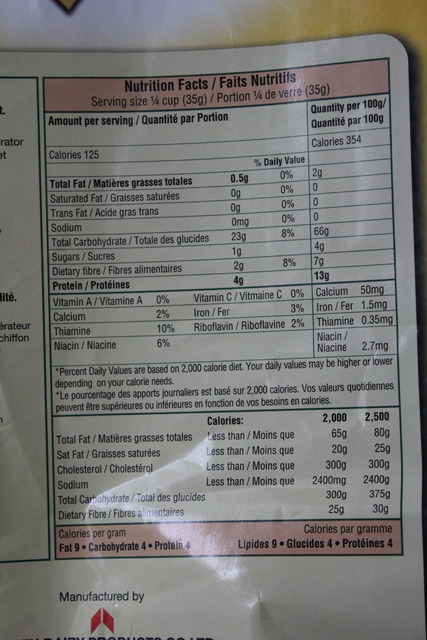 Nutrition Facts / Faits Nutritifs
Serving size ¼ cup (35g) / Portion ¼ de verre (35g)
Amount per serving / Quantité par Portion
Quantity per 100g/
Quantité par 100g
Calories 125
Calories 354
% Daily Value
Total Fat / Matières grasses totales 0.5g 0% 2g
Saturated Fat / Graisses saturées 0g 0% 0
Trans Fat / Acide gras trans 0g 0% 0
Sodium 0mg 0% 0
Total Carbohydrate / Totale des glucides 23g 8% 66g
Sugars / Sucres 1g 4g
Dietary fibre / Fibres alimentaires 2g 8% 7g
Protein / Protéines 4g 13g
Vitamin A / Vitamine A 0% Vitamin C / Vitmaine C 0% Calcium 50mg
Calcium 2% Iron / Fer 3% Iron / Fer 1.5mg
Thiamine 10% Riboflavin / Riboflavine 2% Thiamine 0.35mg
Niacin / Niacine 6% Niacin /
Niacine 2.7mg
*Percent Daily Values are based on 2,000 calorie diet. Your daily values may be higher or lower
depending on your calorie needs.
*Le pourcentage des apports journaliers est basé sur 2,000 calories. Vos valeurs quotidiennes
peuvent être supérieures ou inférieures en fonction de vos besoins en calories.
Calories: 2,000 2,500
Total Fat / Matières grasses totales Less than / Moins que 65g 80g
Sat Fat / Graisses saturées Less than / Moins que 20g 25g
Cholesterol / Cholestérol Less than / Moins que 300g 300g
Sodium Less than / Moins que 2400mg 2400g
Total Carbohydrate / Total des glucides 300g 375g
Dietary Fibre / Fibres alimentaires 25g 30g
Calories per gram Calories par gramme
Fat 9 • Carbohydrate 4 • Protein 4 Lipides 9 • Glucides 4 • Protéines 4
Manufactured by
DAIRY PRODUCTS CO LTD